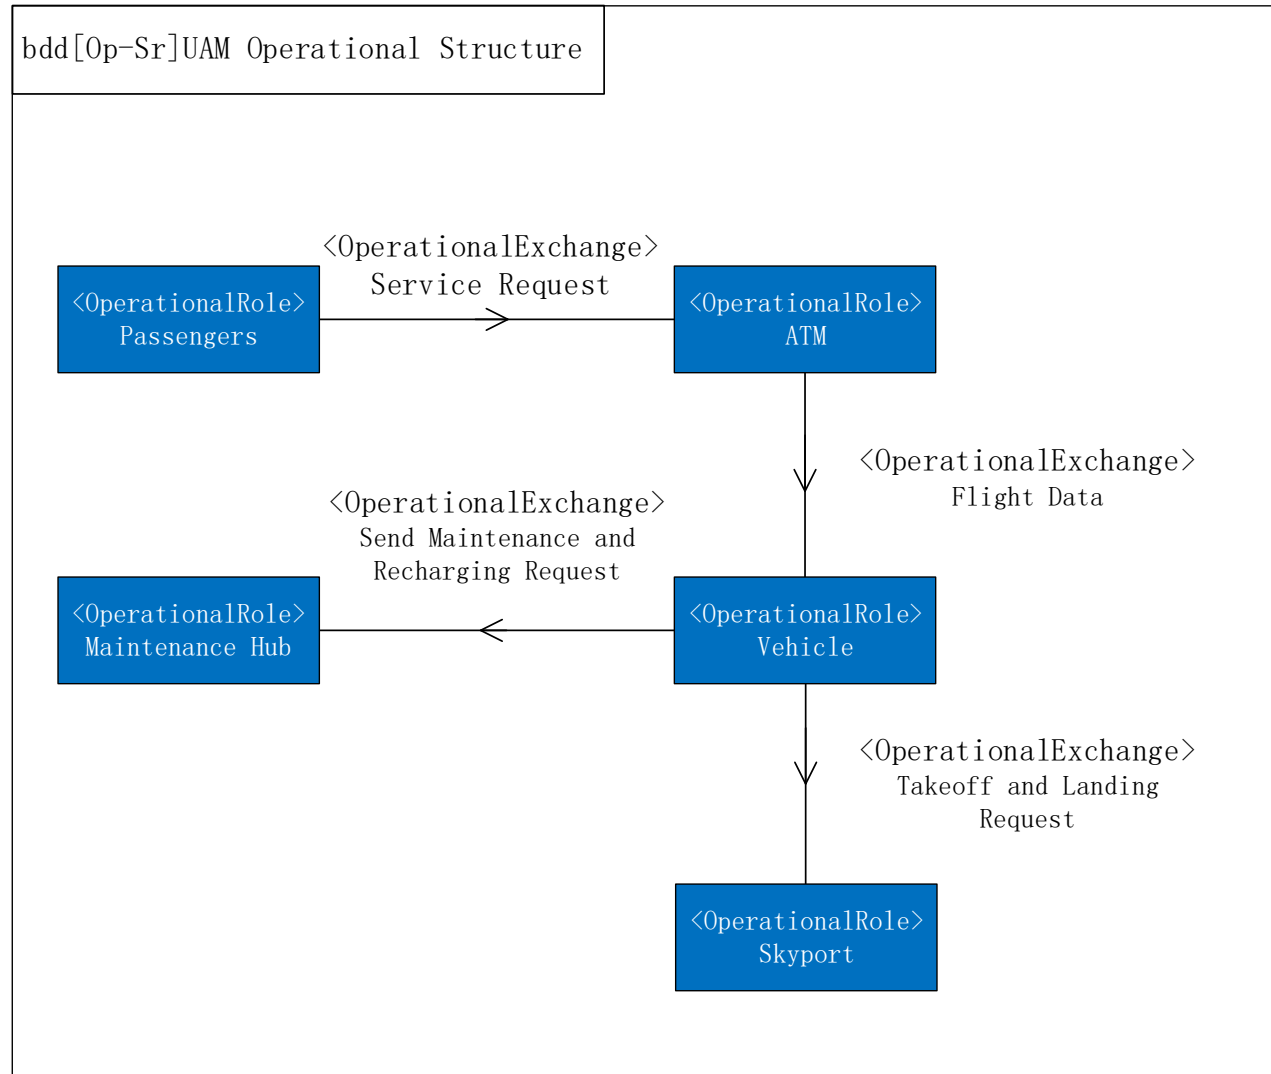 bdd[Op-Sr]UAM Operational Structure
<OperationalExchange>
Service Request
<OperationalRole>
Passengers
<OperationalRole>
ATM
<OperationalExchange>
Flight Data
<OperationalExchange>
Send Maintenance and
Recharging Request
<OperationalRole>
Maintenance Hub
<OperationalRole>
Vehicle
<OperationalExchange>
Takeoff and Landing
Request
<OperationalRole>
Skyport